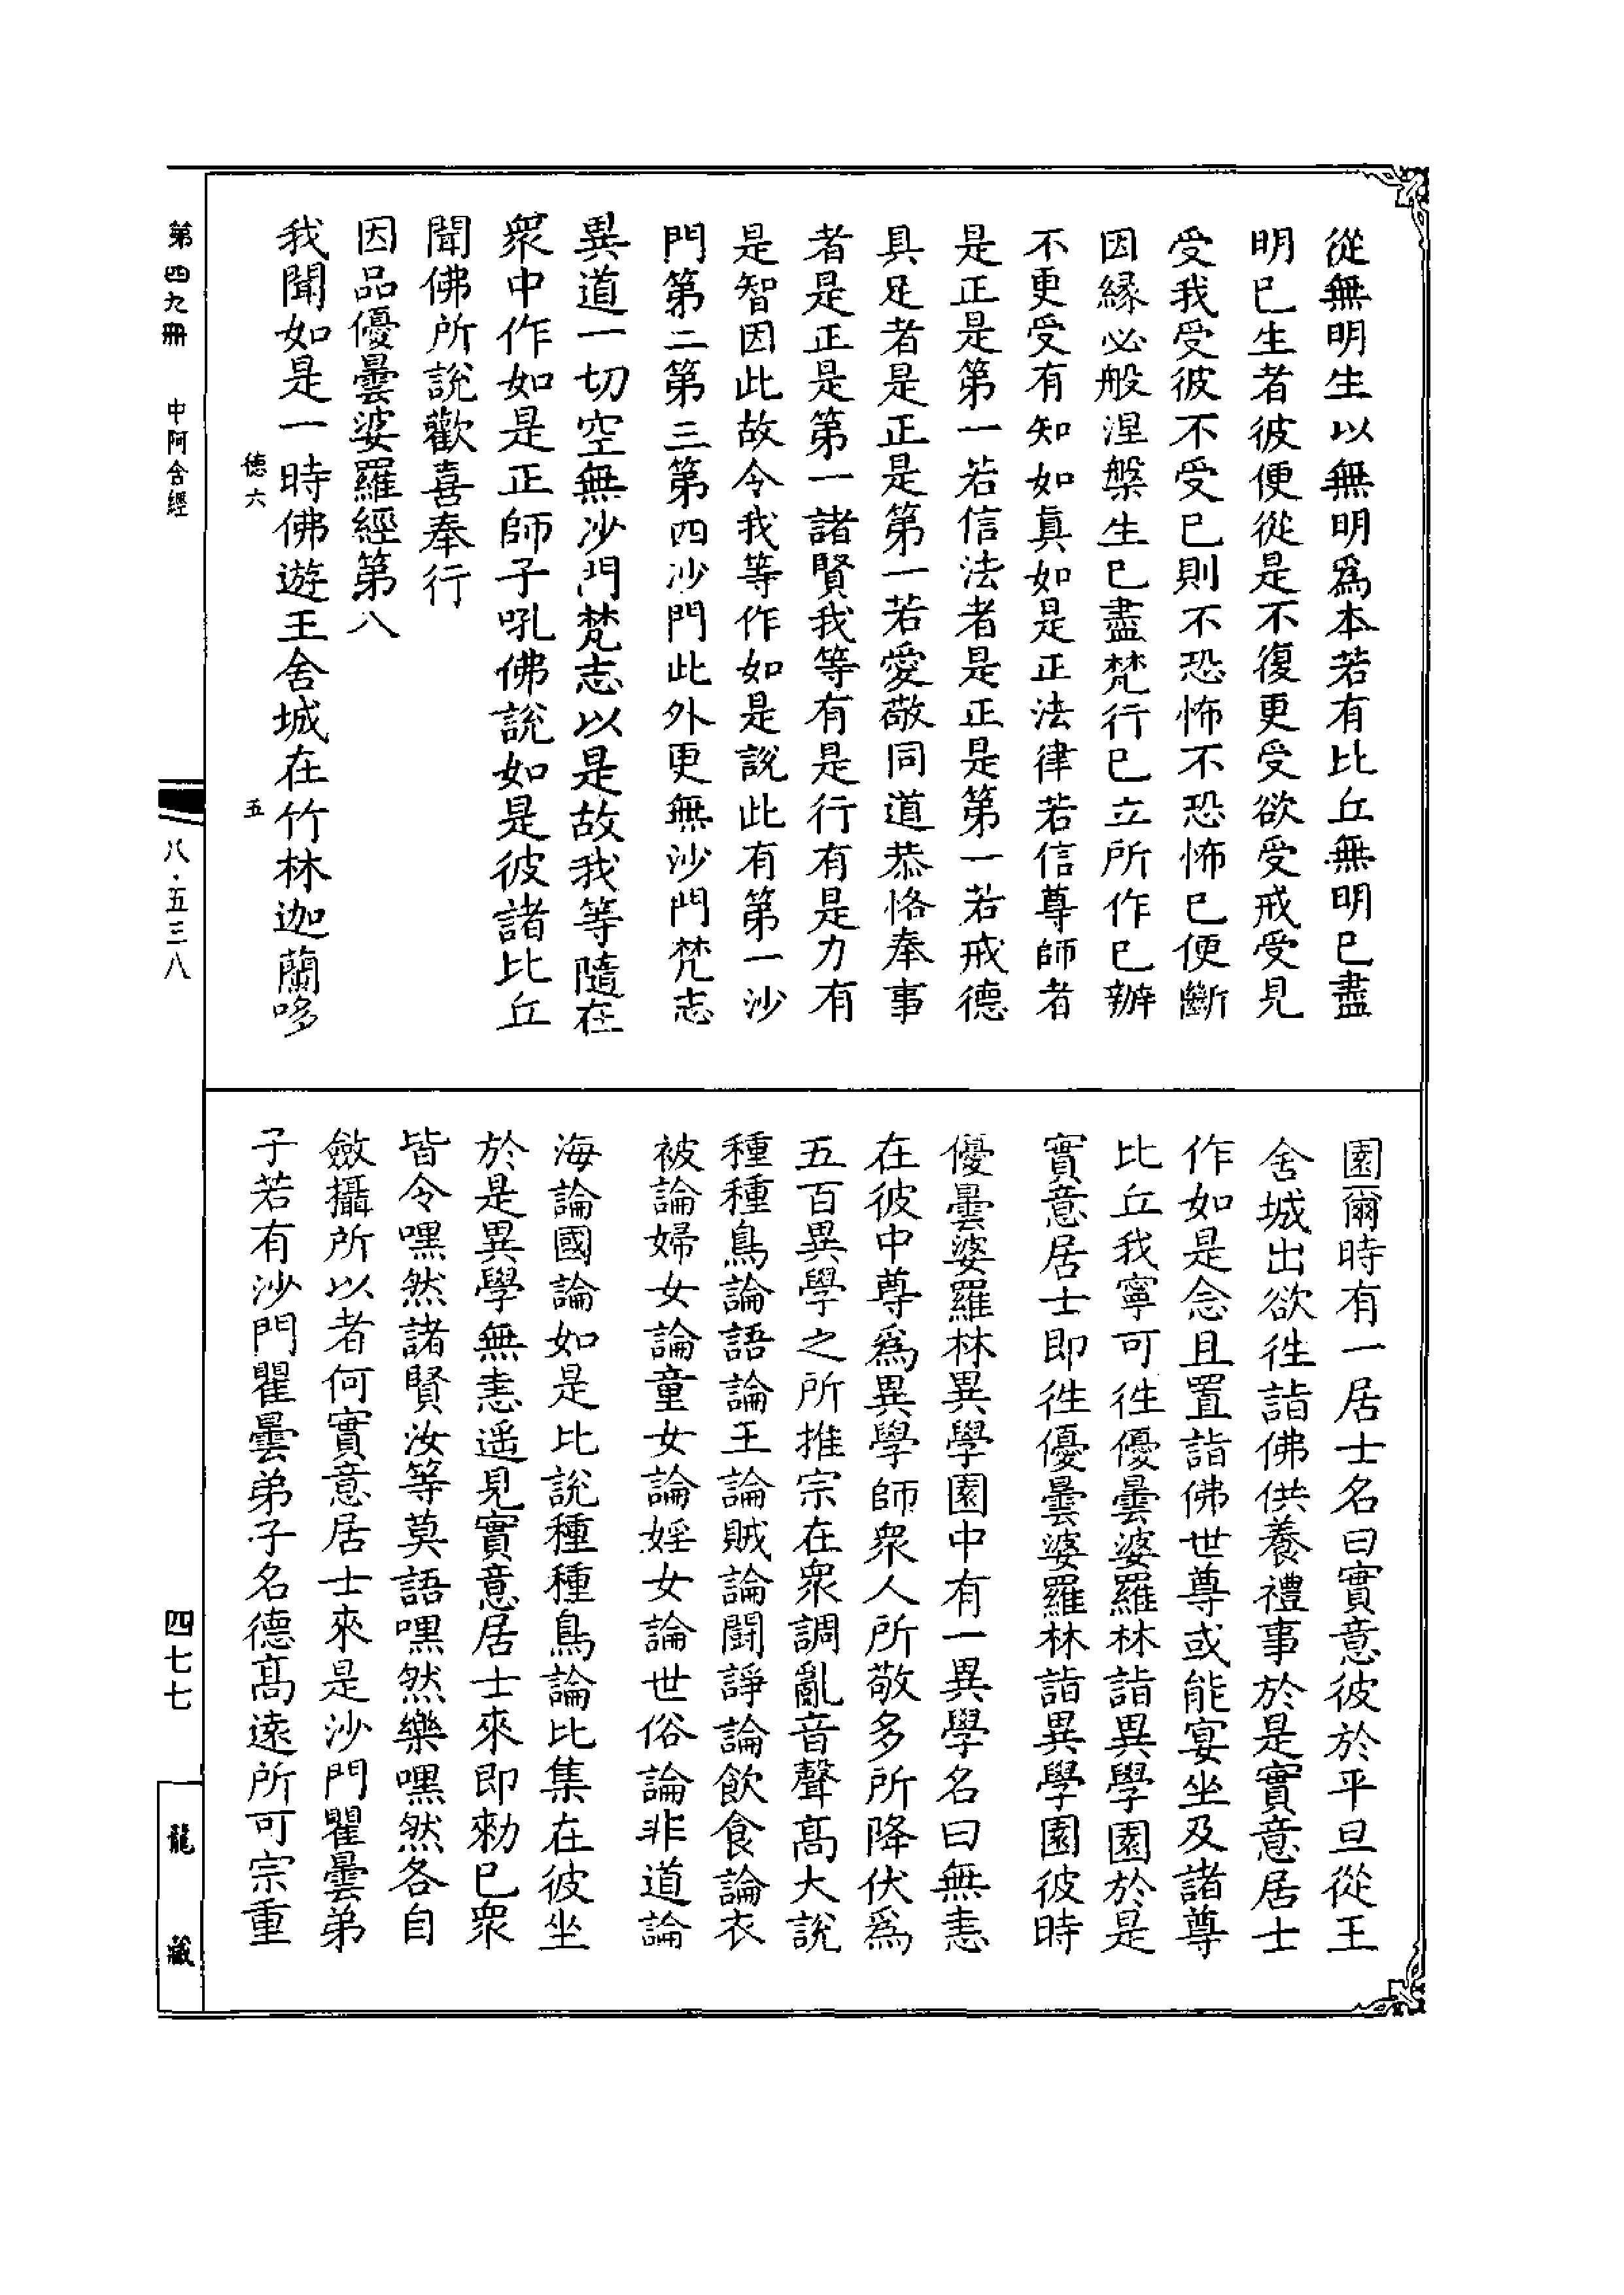 從無明生以無明爲本若有比丘無明已盡
明已生者彼便從是不復更受欲受戒受見
受我受彼不受已則不恐怖不恐怖已便斷
因緣必般涅槃生已盡梵行已立所作已辦
不更受有知如真如是正法律若信尊師者
是正是第一若信法者是正是第一若戒德
具足者是正是第一若愛敬同道恭恪奉事
者是正是第一諸賢我等有是行有是力有
是智因此故令我等作如是說此有第一沙
門第二第三第四沙門此外更無沙門梵志
異道一切空無沙門梵志以是故我等隨在
衆中作如是正師子吼佛說如是彼諸比丘
聞佛所說歡喜奉行
因品優曇婆羅經第八
我聞如是一時佛遊王舍城在竹林迦蘭哆
德六 五
園爾時有一居士名曰實意彼於平旦從王
舍城出欲徃詣佛供養禮事於是實意居士
作如是念且置詣佛世尊或能宴坐及諸尊
比丘我寧可徃優曇婆羅林詣異學園於是
實意居士即徃優曇婆羅林詣異學園彼時
優曇婆羅林異學園中有一異學名曰無恚
在彼中尊爲異學師衆人所敬多所降伏爲
五百異學之所推宗在衆調亂音聲髙大說
種種鳥論語論王論賊論鬪諍論飲食論衣
被論婦女論童女論婬女論世俗論非道論
海論國論如是比說種種鳥論比集在彼坐
於是異學無恚遥見實意居士來即勑已衆
皆令嘿然諸賢汝等莫語嘿然樂嘿然各自
斂攝所以者何實意居士來是沙門瞿曇弟
子若有沙門瞿曇弟子名德髙遠所可宗重
第四九冊 中阿含經
八·五三八
四七七
龍藏